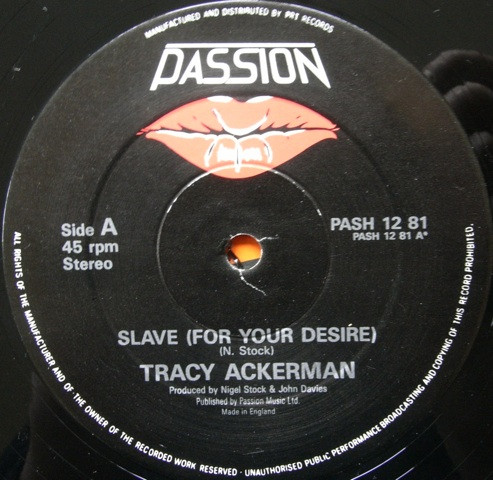 MANUFACTURED AND DISTRIBUTED BY PRT RECORDS
PASSION
Side A
45 rpm
Stereo
PASH 12 81
PASH 12 81 A*
SLAVE (FOR YOUR DESIRE)
(N. Stock)
TRACY ACKERMAN
Produced by Nigel Stock & John Davies
Published by Passion Music Ltd.
Made in England
ALL RIGHTS OF THE MANUFACTURER AND OF THE OWNER OF THE RECORDED WORK RESERVED · UNAUTHORISED PUBLIC PERFORMANCE BROADCASTING AND COPYING OF THIS RECORD PROHIBITED.